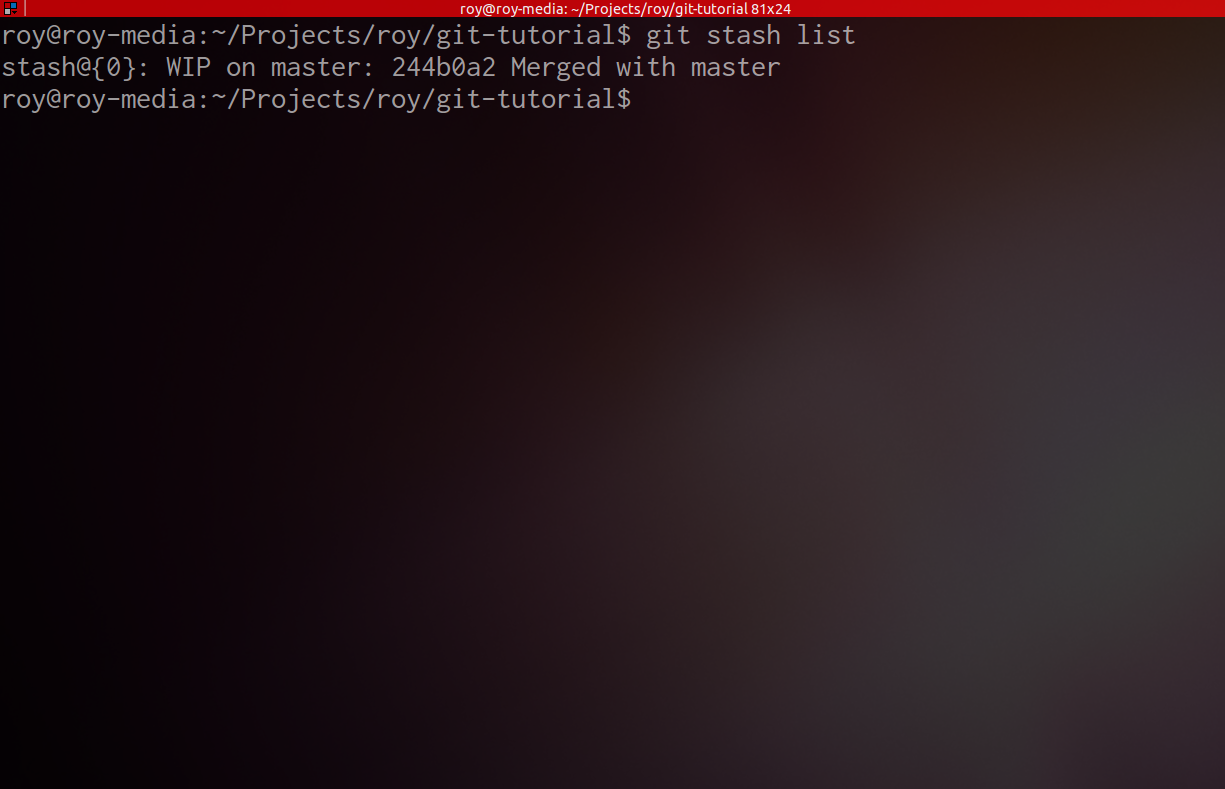 roy@roy-media: ~/Projects/roy/git-tutorial 81x24
roy@roy-media:~/Projects/roy/git-tutorial$ git stash list
stash@{0}: WIP on master: 244b0a2 Merged with master
roy@roy-media:~/Projects/roy/git-tutorial$